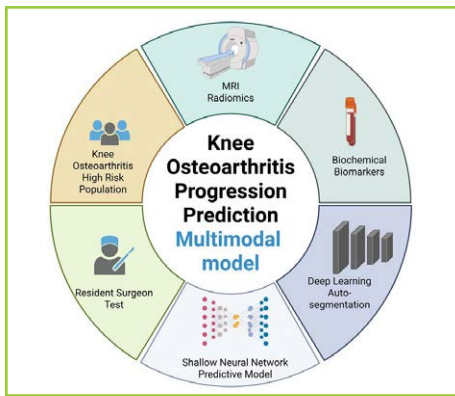 MRI
Radiomics
Biochemical
Biomarkers
Deep Learning
Auto-
segmentation
Shallow Neural Network
Predictive Model
Resident Surgeon
Test
Knee
Osteoarthritis
High Risk
Population
Knee
Osteoarthritis
Progression
Prediction
Multimodal
model